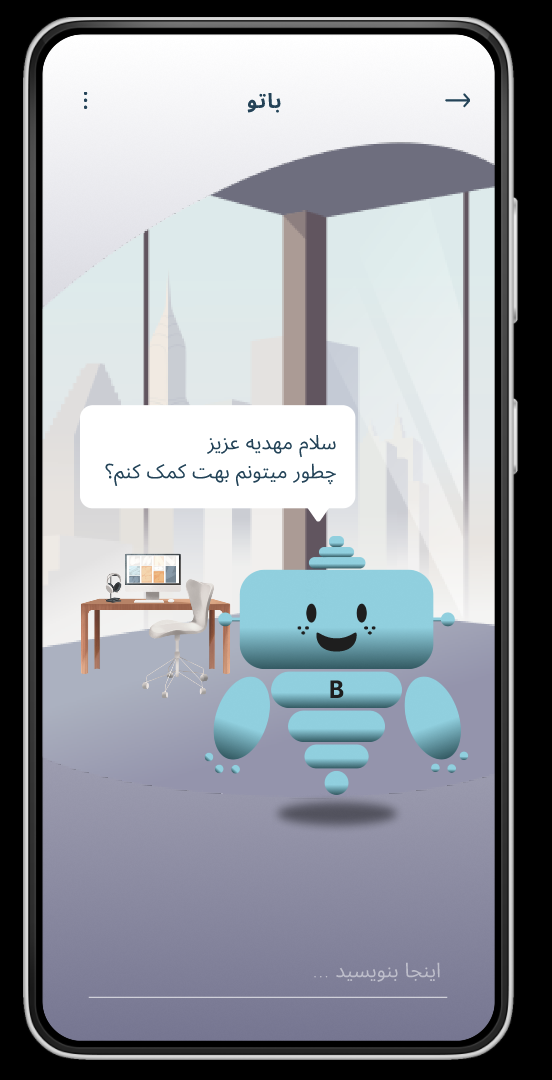 باتو
سلام مهدیه عزیز
چطور میتونم بهت کمک کنم؟
B
اینجا بنویسید ...